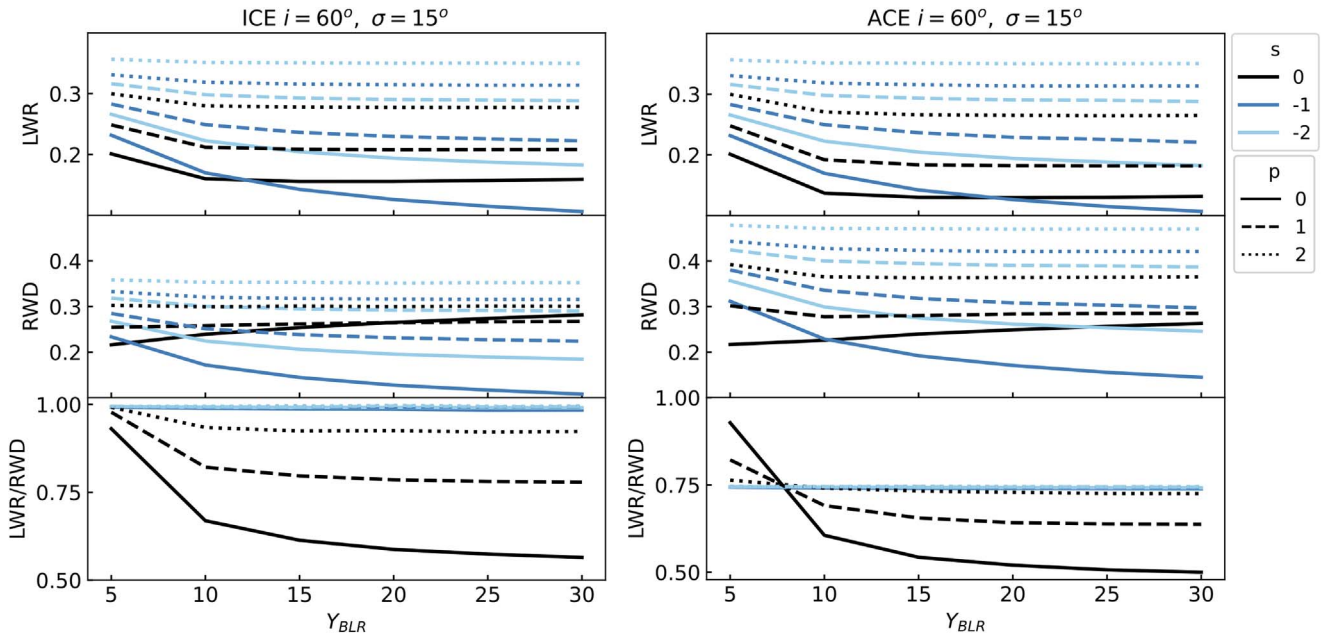 ICE i = 60°, σ = 15°
LWR
0.3
0.2
RWD
0.4
0.3
0.2
LWR/RWD
1.00
0.75
0.50
5 10 15 20 25 30
Y_BLR
ACE i = 60°, σ = 15°
LWR
0.3
0.2
RWD
0.4
0.3
0.2
LWR/RWD
1.00
0.75
0.50
5 10 15 20 25 30
Y_BLR
s
0
-1
-2
p
0
1
2